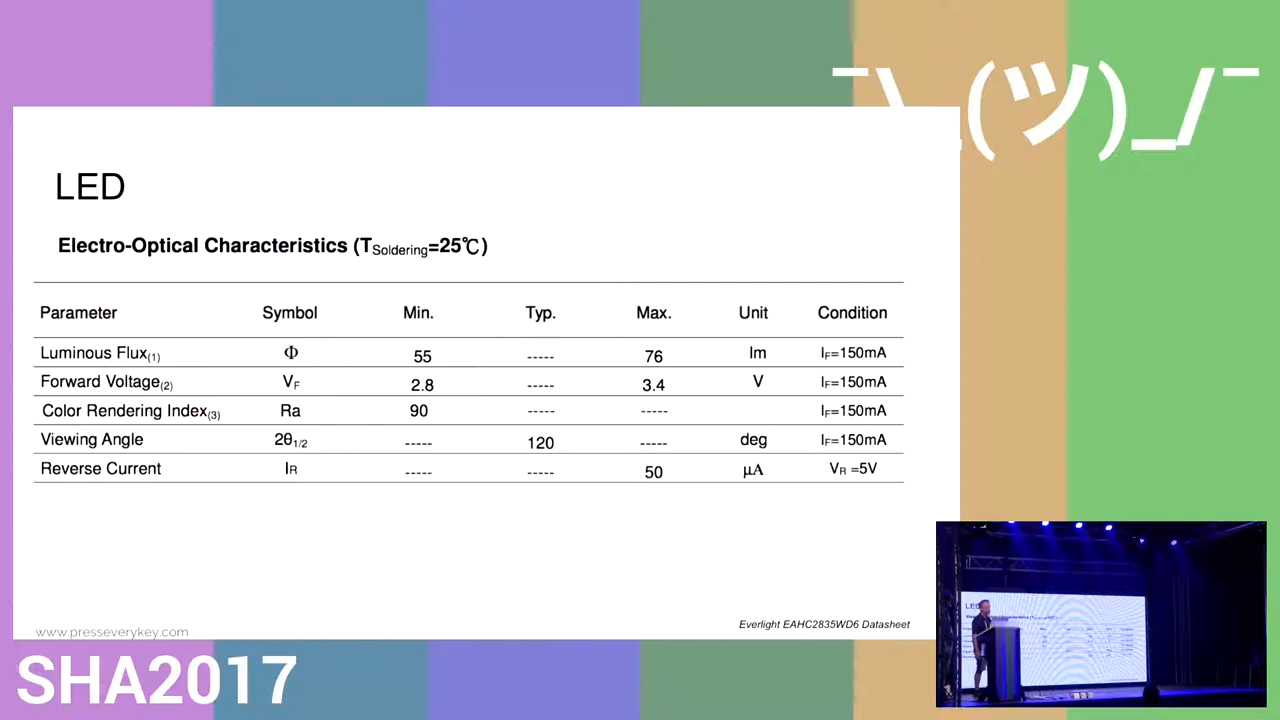 ¯\_(ツ)_/¯
LED
Electro-Optical Characteristics (TSoldering=25℃)
Parameter Symbol Min. Typ. Max. Unit Condition
Luminous Flux(1) Φ 55 ----- 76 lm IF=150mA
Forward Voltage(2) VF 2.8 ----- 3.4 V IF=150mA
Color Rendering Index(3) Ra 90 ----- ----- IF=150mA
Viewing Angle 2θ1/2 ----- 120 ----- deg IF=150mA
Reverse Current IR ----- ----- 50 μA VR =5V
www.presseverykey.com
Everlight EAHC2835WD6 Datasheet
SHA2017